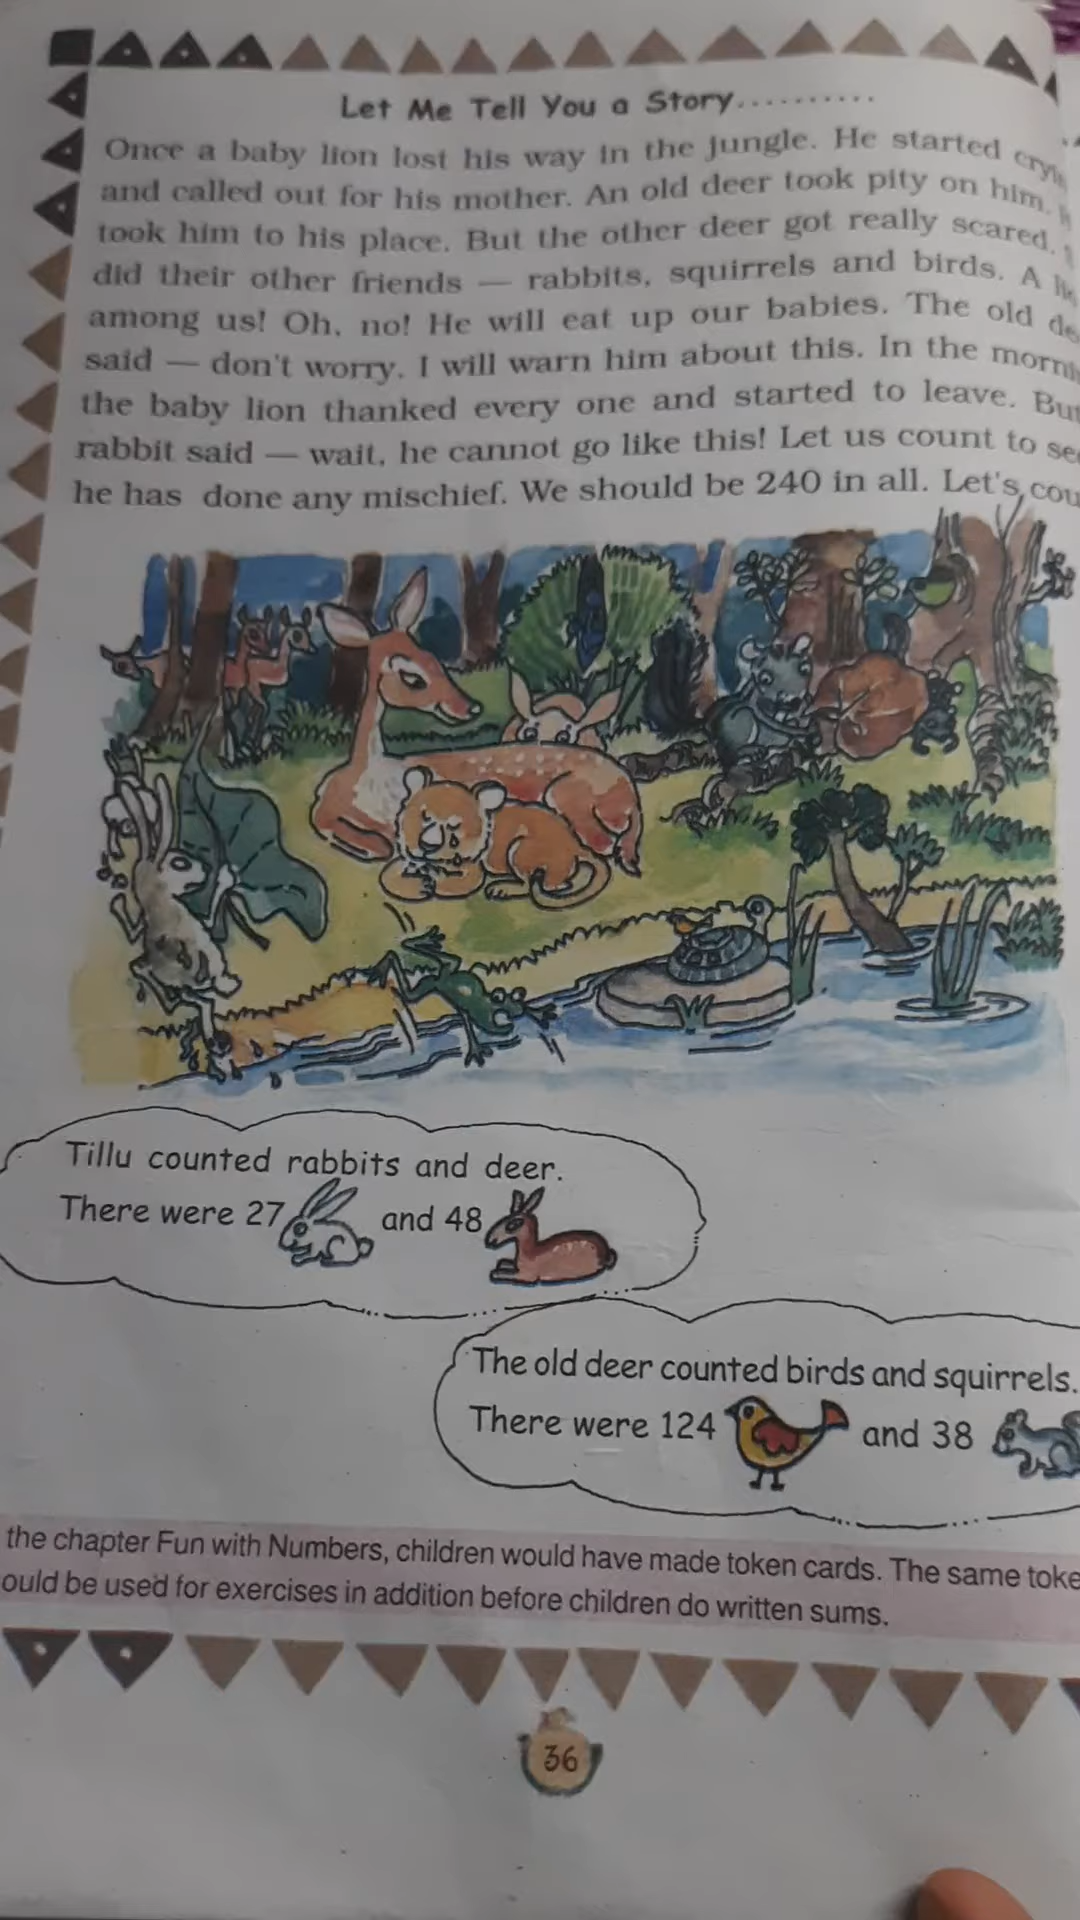 Let Me Tell You a Story..........
Once a baby lion lost his way in the jungle. He started
and called out for his mother. An old deer took pity on him.
took him to his place. But the other deer got really scared.
did their other friends — rabbits, squirrels and birds. A
among us! Oh, no! He will eat up our babies. The old
said — don't worry. I will warn him about this. In the
the baby lion thanked every one and started to leave. But
rabbit said — wait, he cannot go like this! Let us count to
he has done any mischief. We should be 240 in all. Let's
Tillu counted rabbits and deer.
There were 27 and 48
The old deer counted birds and squirrels.
There were 124 and 38
the chapter Fun with Numbers, children would have made token cards. The same
be used for exercises in addition before children do written sums.
36